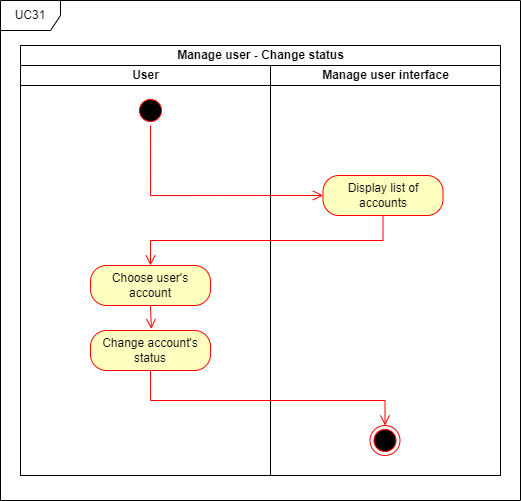 UC31
Manage user - Change status
User
Manage user interface
Display list of
accounts
Choose user's
account
Change account's
status